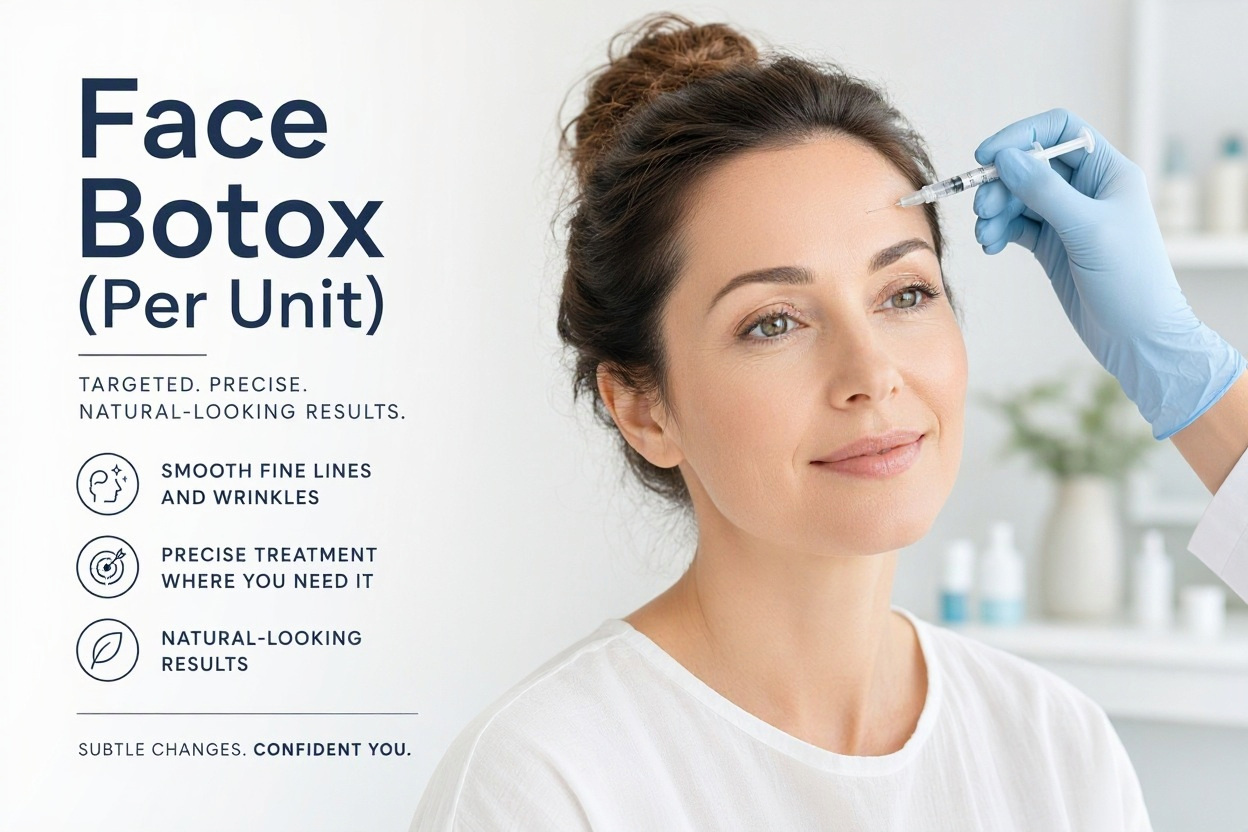 Face
Botox
(Per Unit)
TARGETED. PRECISE.
NATURAL-LOOKING RESULTS.
SMOOTH FINE LINES
AND WRINKLES
PRECISE TREATMENT
WHERE YOU NEED IT
NATURAL-LOOKING
RESULTS
SUBTLE CHANGES. CONFIDENT YOU.